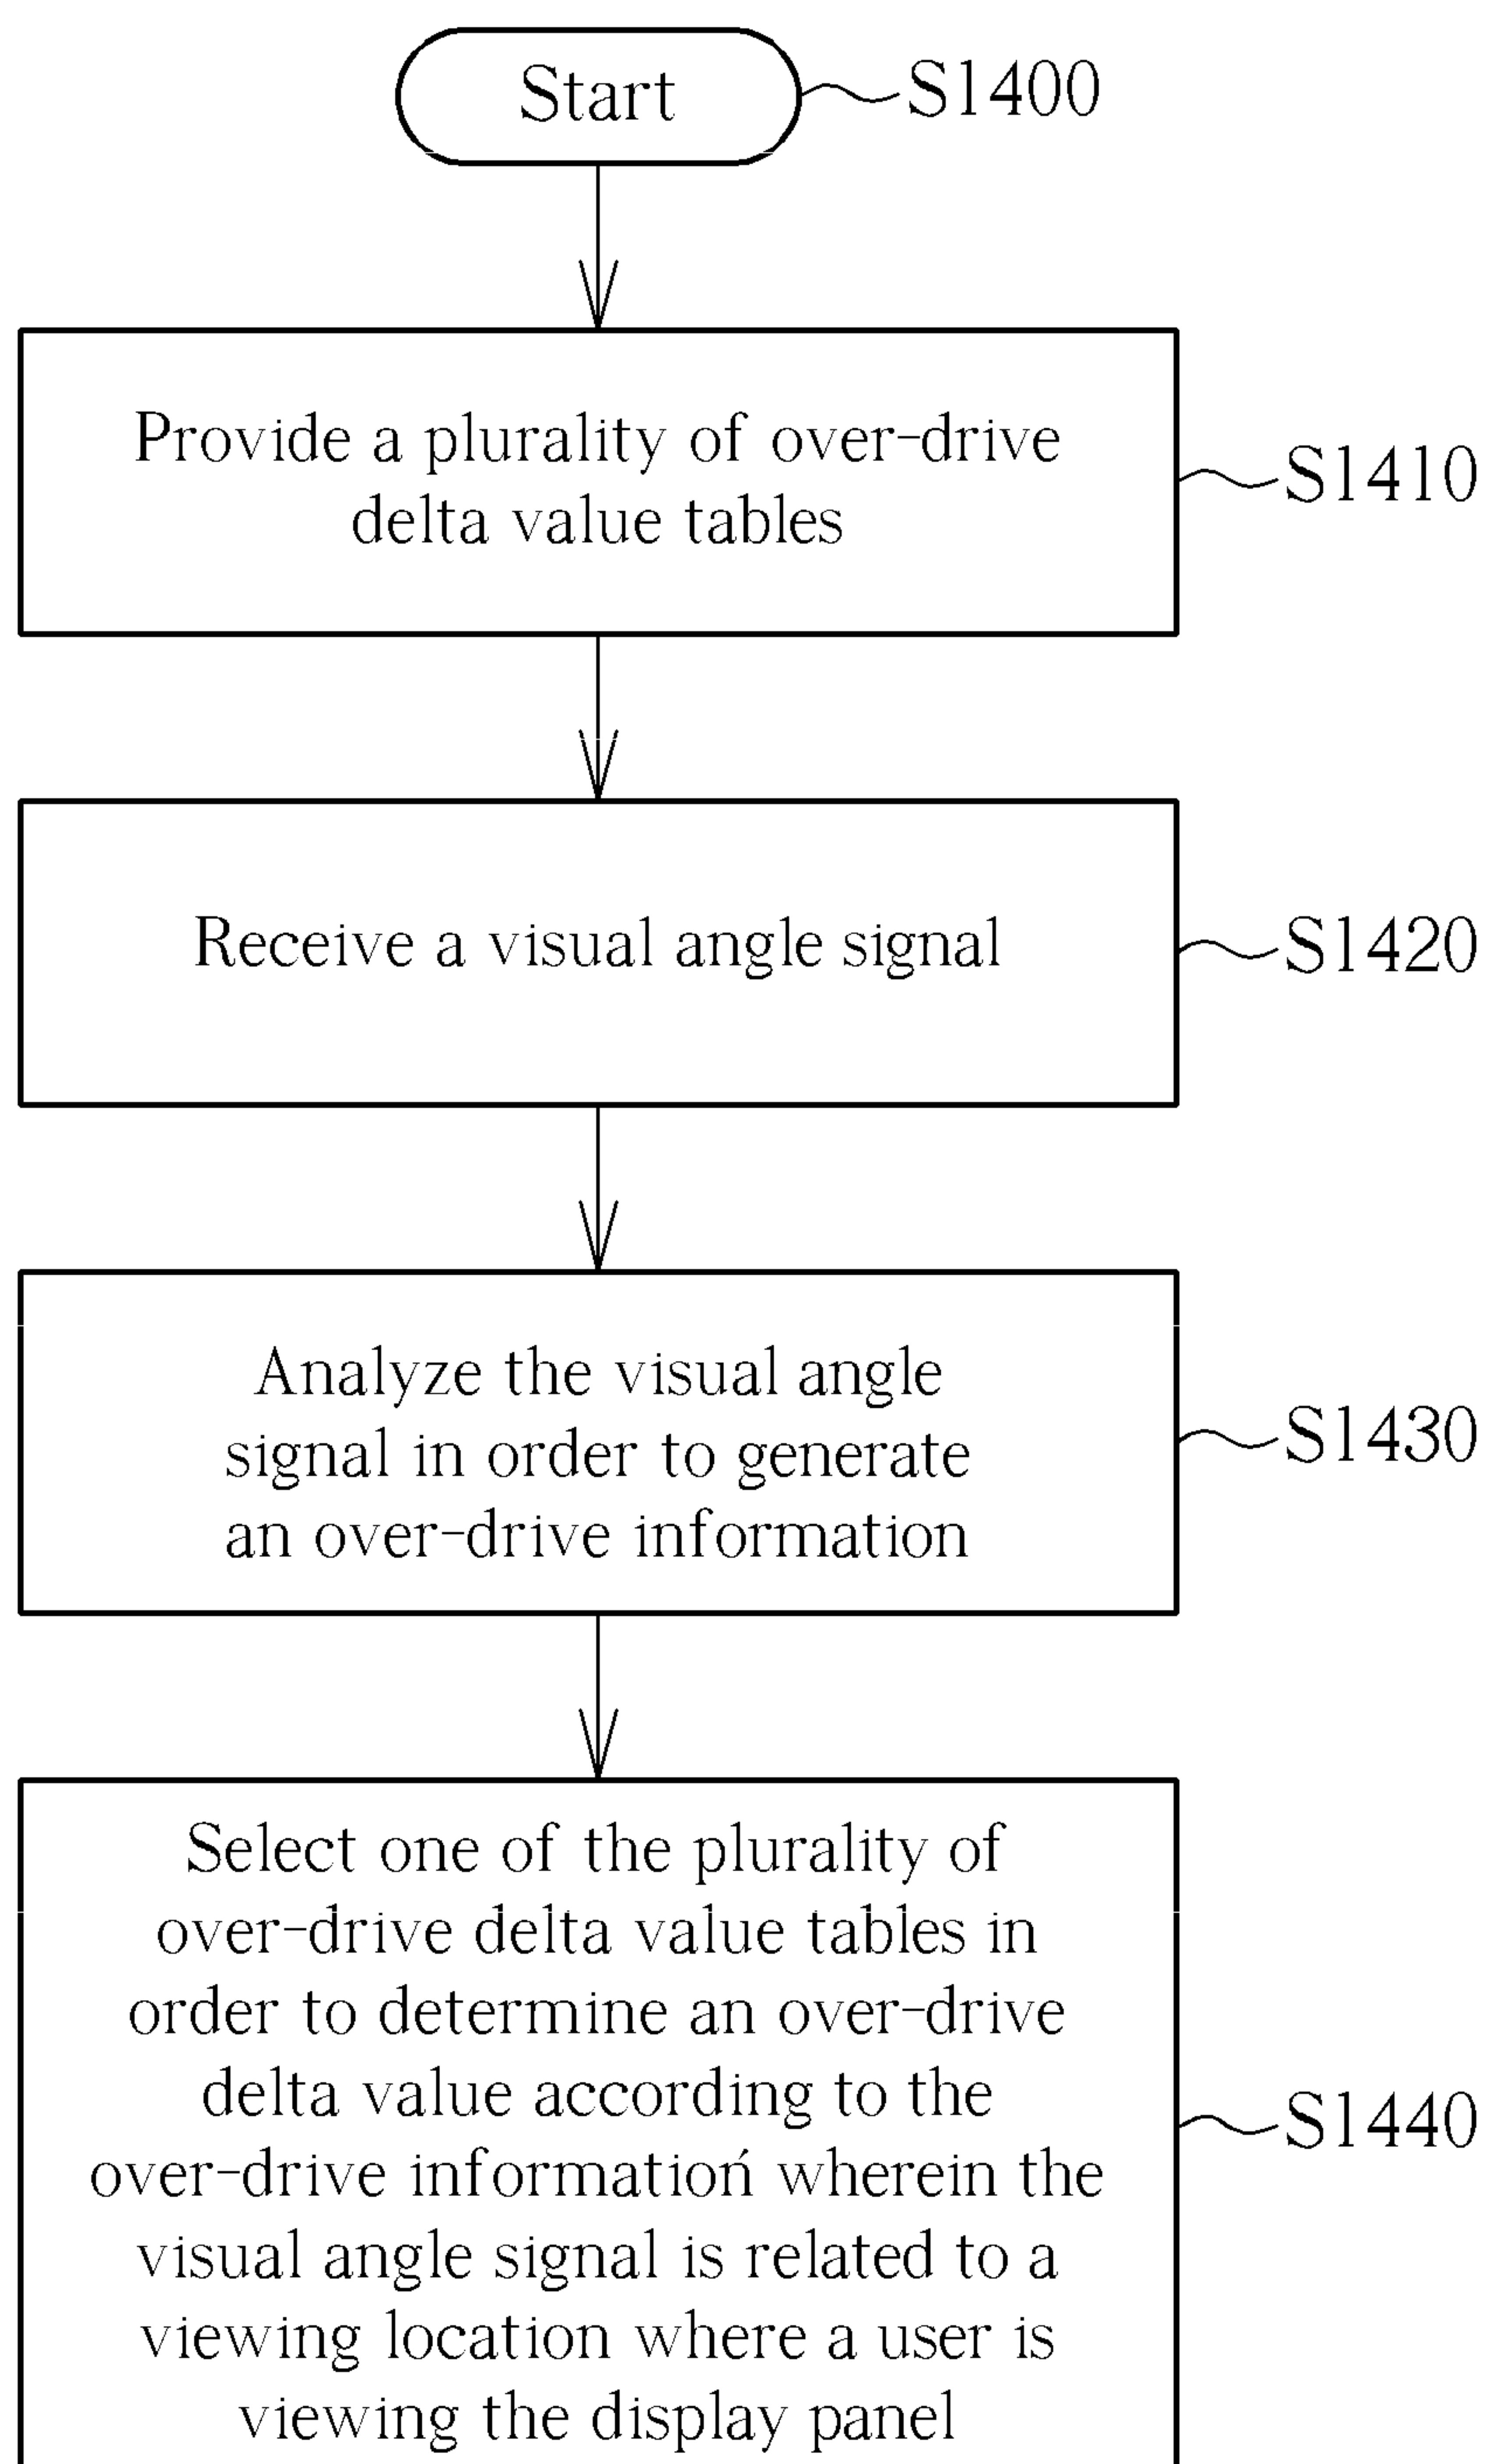 Start
S1400
Provide a plurality of over-drive
delta value tables
S1410
Receive a visual angle signal
S1420
Analyze the visual angle
signal in order to generate
an over-drive information
S1430
Select one of the plurality of
over-drive delta value tables in
order to determine an over-drive
delta value according to the
over-drive informatioń wherein the
visual angle signal is related to a
viewing location where a user is
viewing the display panel
S1440